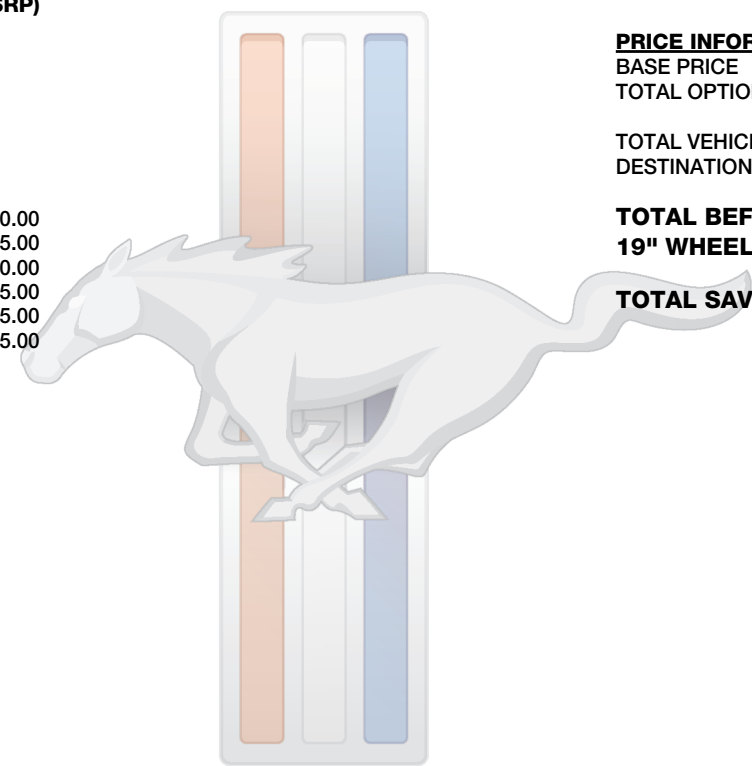 SRP)
0.00
5.00
0.00
5.00
5.00
5.00
PRICE INFOR
BASE PRICE
TOTAL OPTIO
TOTAL VEHICL
DESTINATION
TOTAL BEF
19" WHEEL
TOTAL SAV